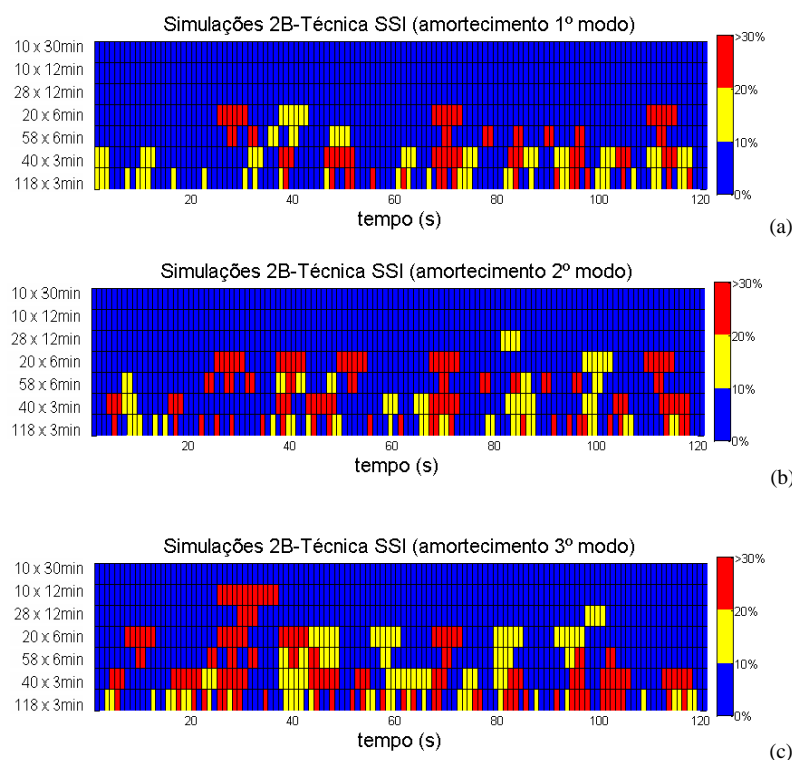 Simulações 2B-Técnica SSI (amortecimento 1º modo)
10 x 30min
10 x 12min
28 x 12min
20 x 6min
58 x 6min
40 x 3min
118 x 3min
20 40 60 80 100 120
tempo (s)
>30%
20%
10%
0%
(a)
Simulações 2B-Técnica SSI (amortecimento 2º modo)
10 x 30min
10 x 12min
28 x 12min
20 x 6min
58 x 6min
40 x 3min
118 x 3min
20 40 60 80 100 120
tempo (s)
>30%
20%
10%
0%
(b)
Simulações 2B-Técnica SSI (amortecimento 3º modo)
10 x 30min
10 x 12min
28 x 12min
20 x 6min
58 x 6min
40 x 3min
118 x 3min
20 40 60 80 100 120
tempo (s)
>30%
20%
10%
0%
(c)